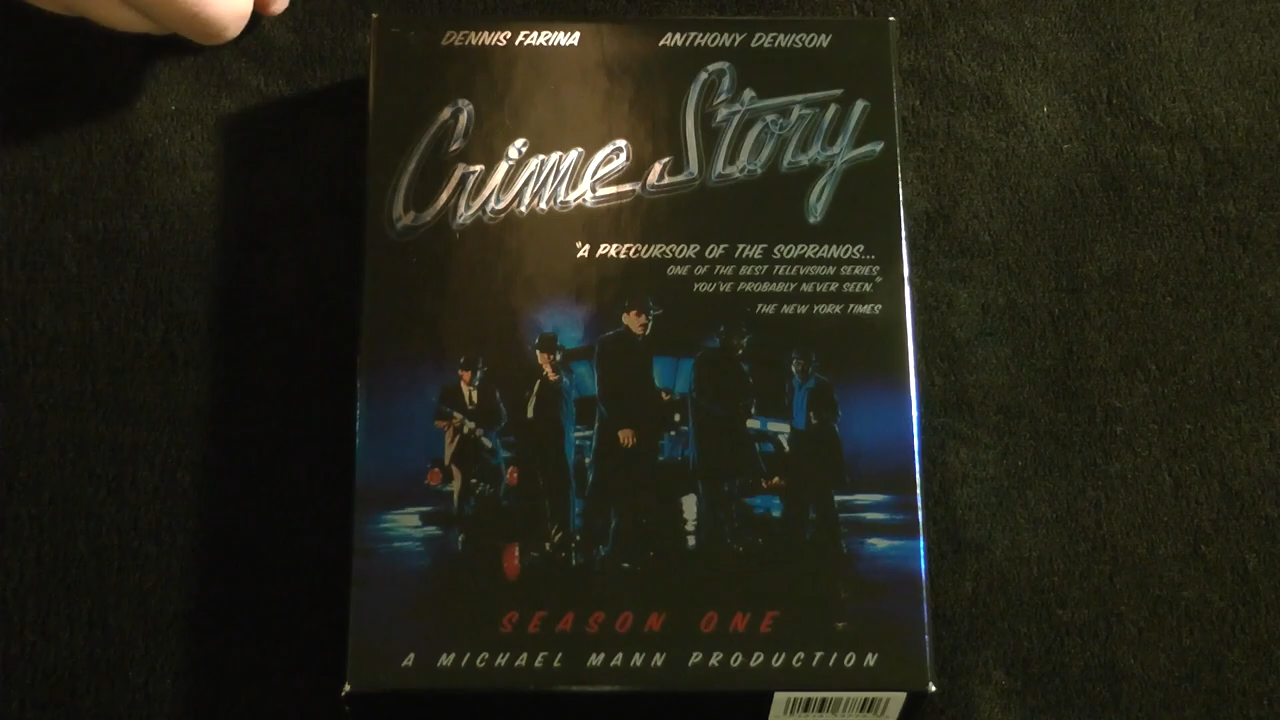 DENNIS FARINA ANTHONY DENISON
Crime Story
"A PRECURSOR OF THE SOPRANOS...
ONE OF THE BEST TELEVISION SERIES
YOU'VE PROBABLY NEVER SEEN."
THE NEW YORK TIMES
SEASON ONE
A MICHAEL MANN PRODUCTION